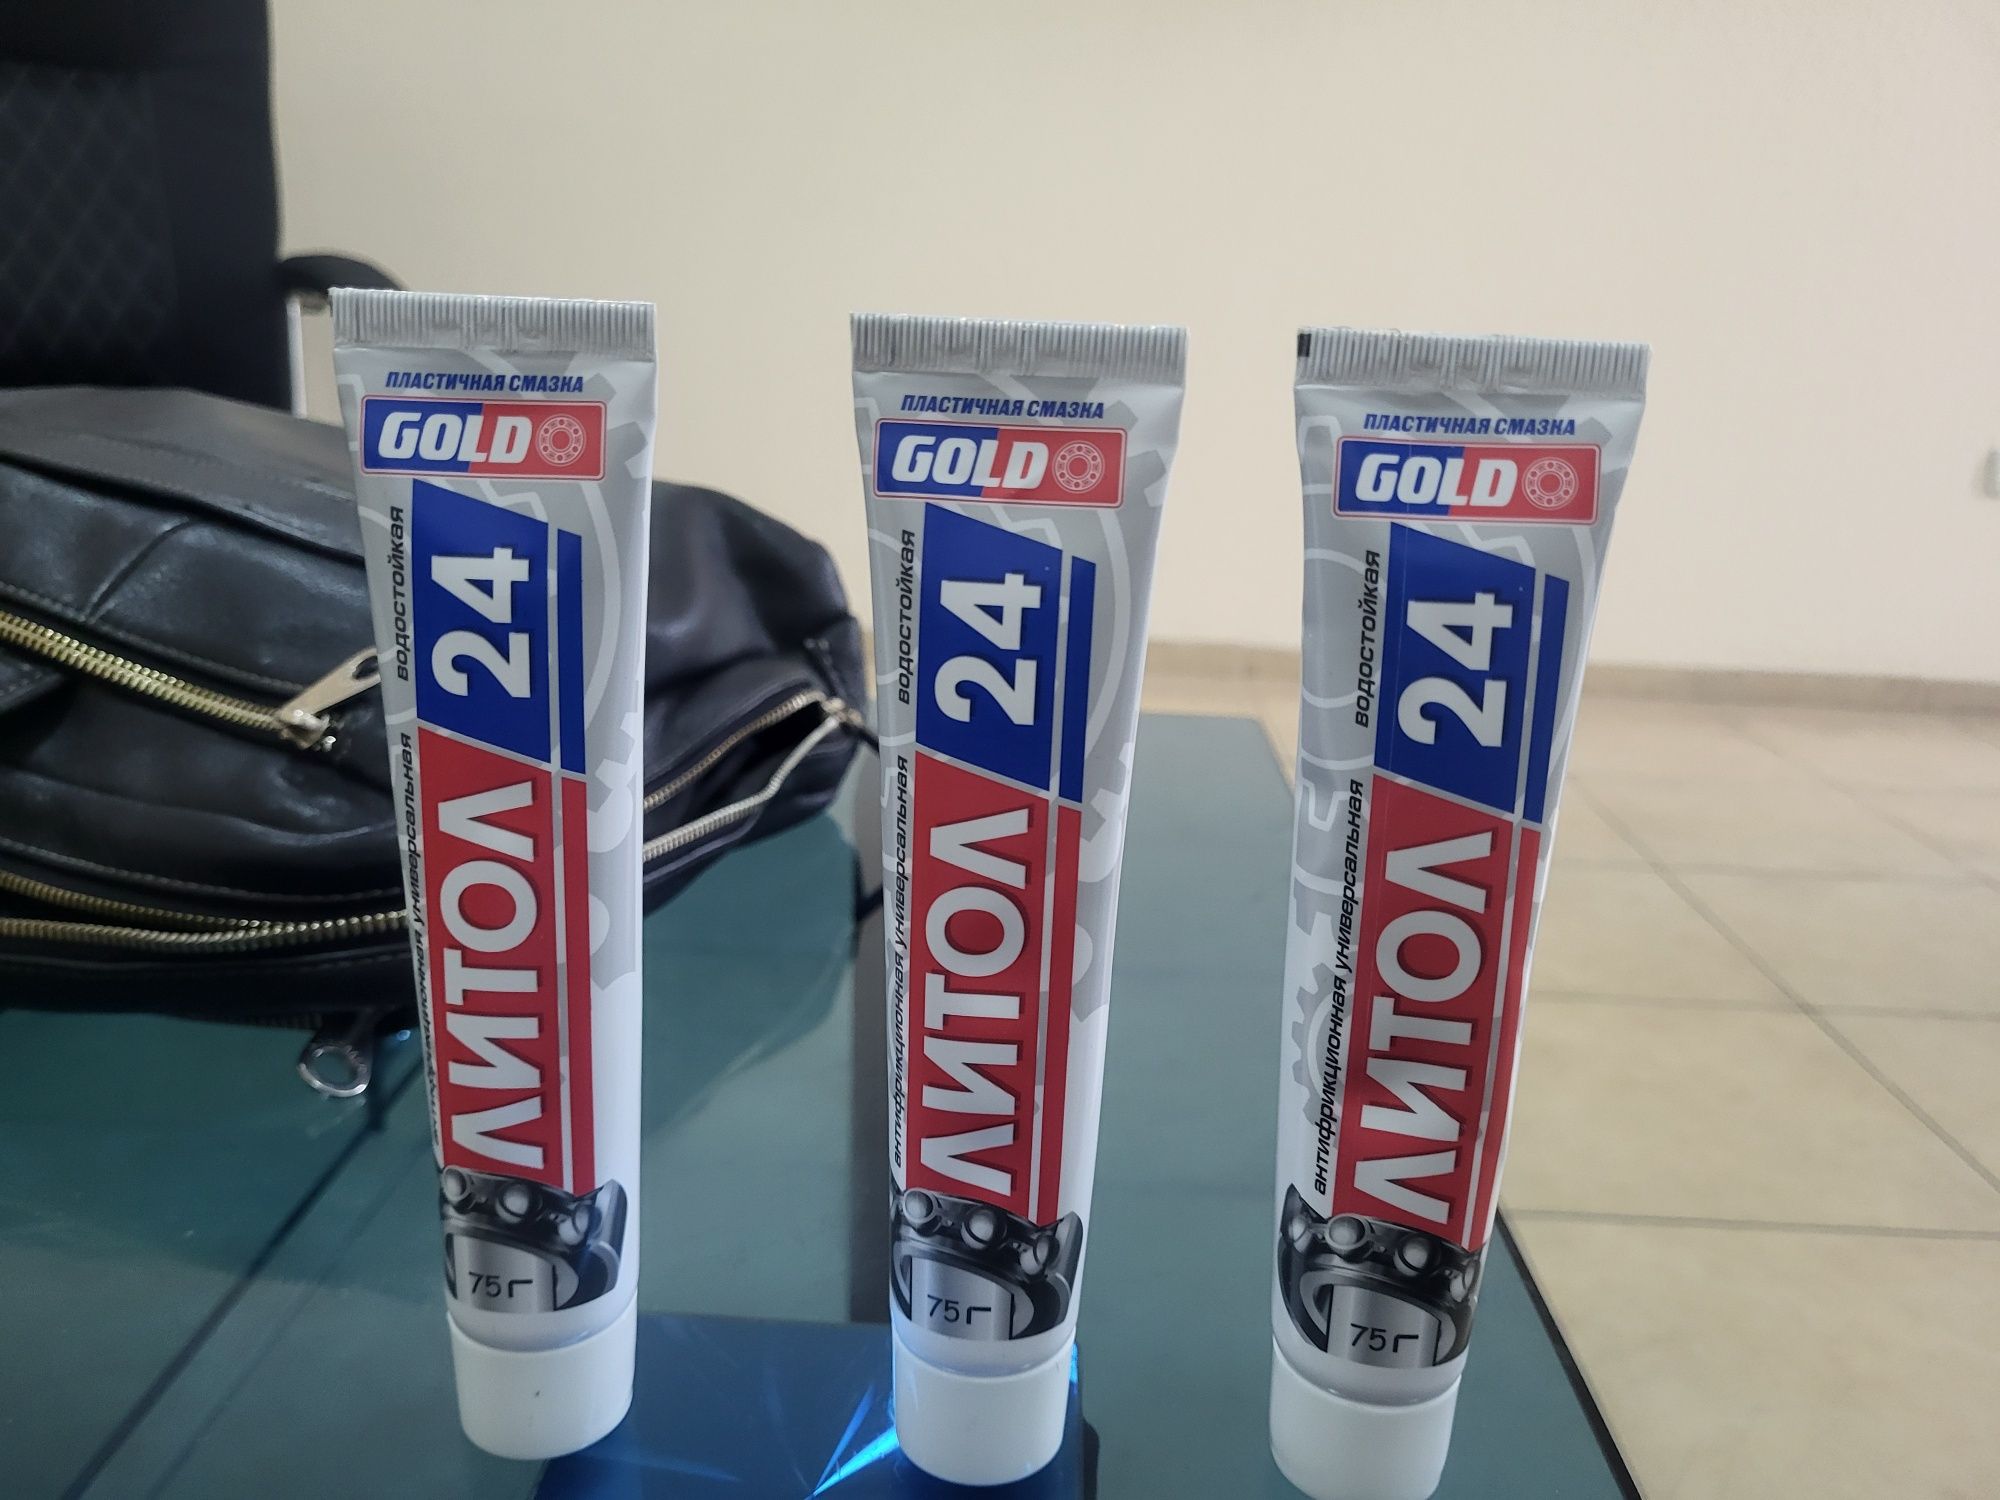 ПЛАСТИЧНАЯ СМАЗКА
GOLD
ЛИТОЛ 24
антифрикционная универсальная водостойкая
75 г
ПЛАСТИЧНАЯ СМАЗКА
GOLD
ЛИТОЛ 24
антифрикционная универсальная водостойкая
75 г
ПЛАСТИЧНАЯ СМАЗКА
GOLD
ЛИТОЛ 24
антифрикционная универсальная водостойкая
75 г